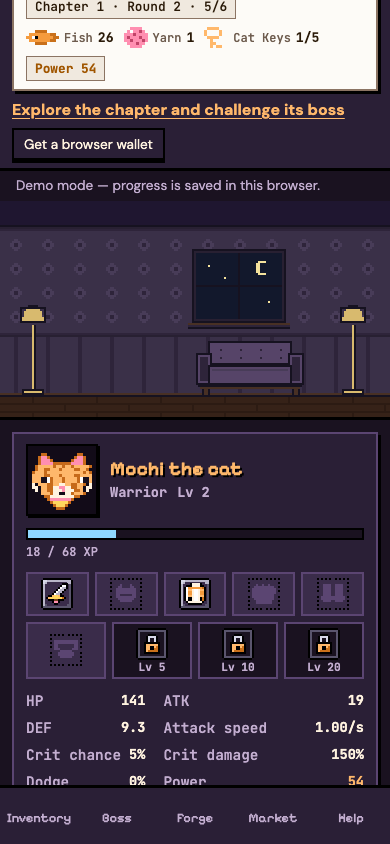 Chapter 1 · Round 2 · 5/6
Fish 26 Yarn 1 Cat Keys 1/5
Power 54
Explore the chapter and challenge its boss
Get a browser wallet
Demo mode — progress is saved in this browser.
Mochi the cat
Warrior Lv 2
18 / 68 XP
Lv 5 Lv 10 Lv 20
HP 141 ATK 19
DEF 9.3 Attack speed 1.00/s
Crit chance 5% Crit damage 150%
Dodge 0% Power 54
Inventory Boss Forge Market Help